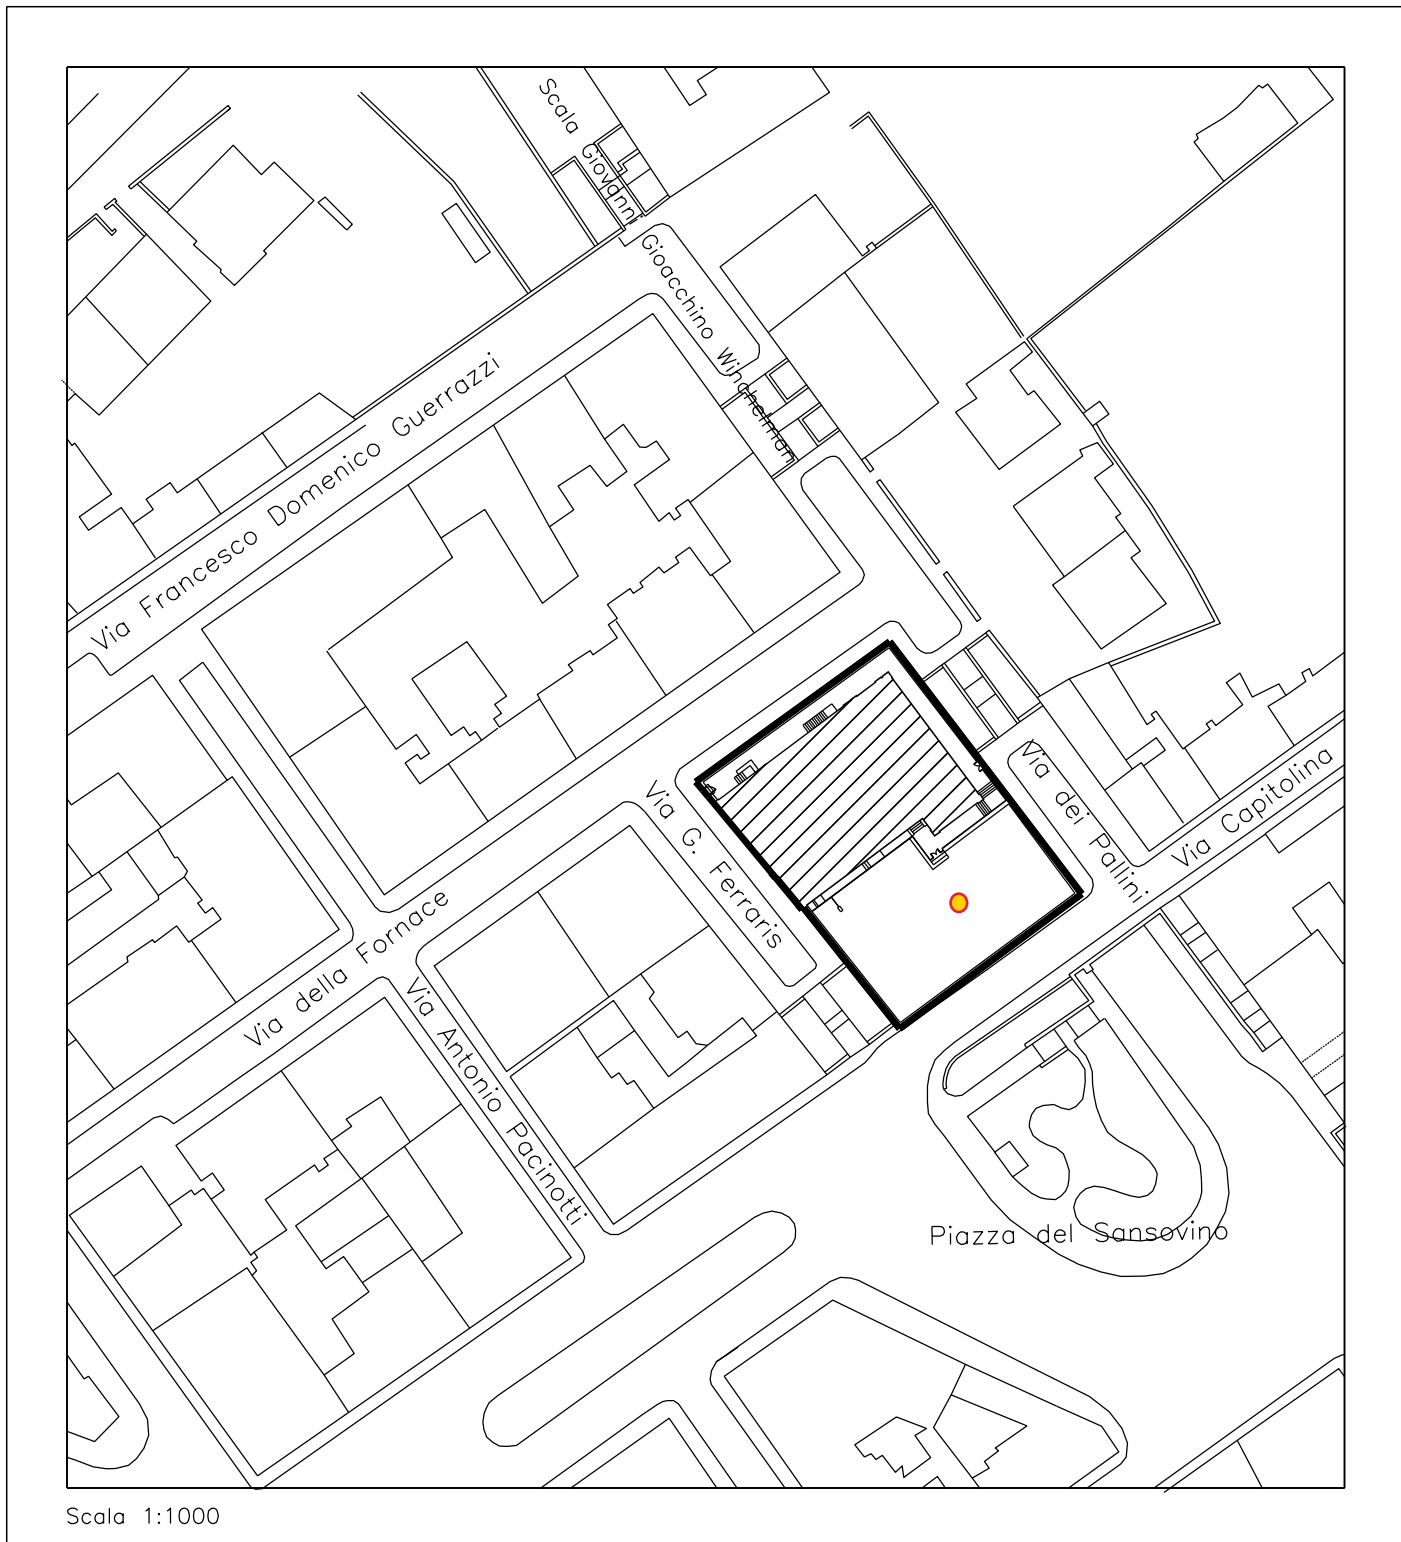 Scala Giovanni Gioacchino Winchelman
Via Francesco Domenico Guerrazzi
Via G. Ferraris
Via dei Pallini
Via Capitolina
Via della Fornace
Via Antonio Pacinotti
Piazza del Sansovino
Scala 1:1000